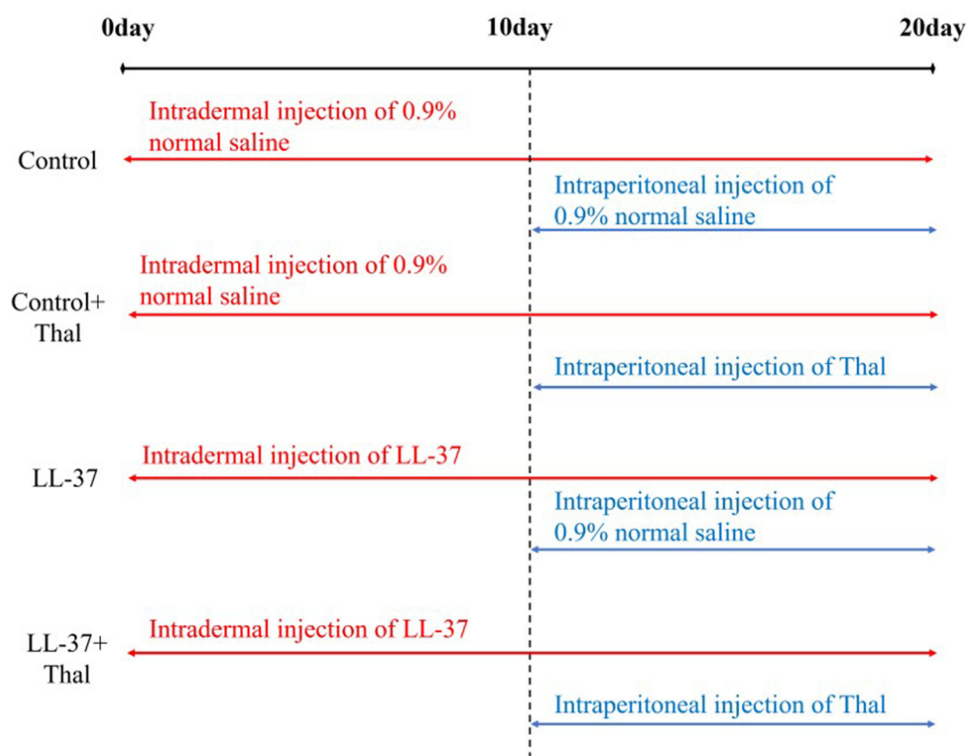 0day 10day 20day
Intradermal injection of 0.9%
normal saline
Control
Intraperitoneal injection of
0.9% normal saline
Intradermal injection of 0.9%
normal saline
Control+
Thal
Intraperitoneal injection of Thal
Intradermal injection of LL-37
LL-37
Intraperitoneal injection of
0.9% normal saline
Intradermal injection of LL-37
LL-37+
Thal
Intraperitoneal injection of Thal